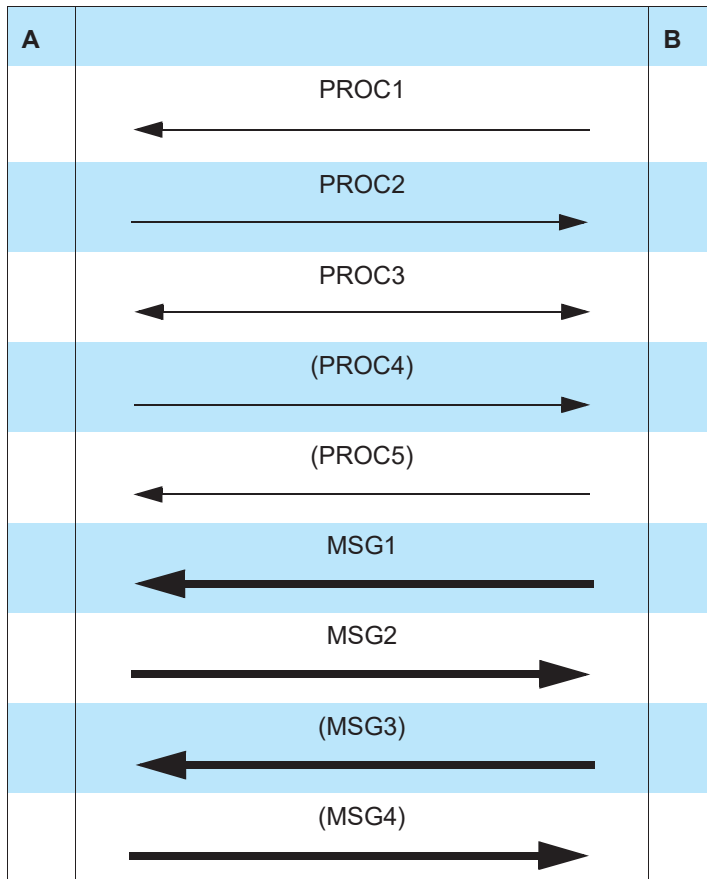 A B
PROC1
PROC2
PROC3
(PROC4)
(PROC5)
MSG1
MSG2
(MSG3)
(MSG4)